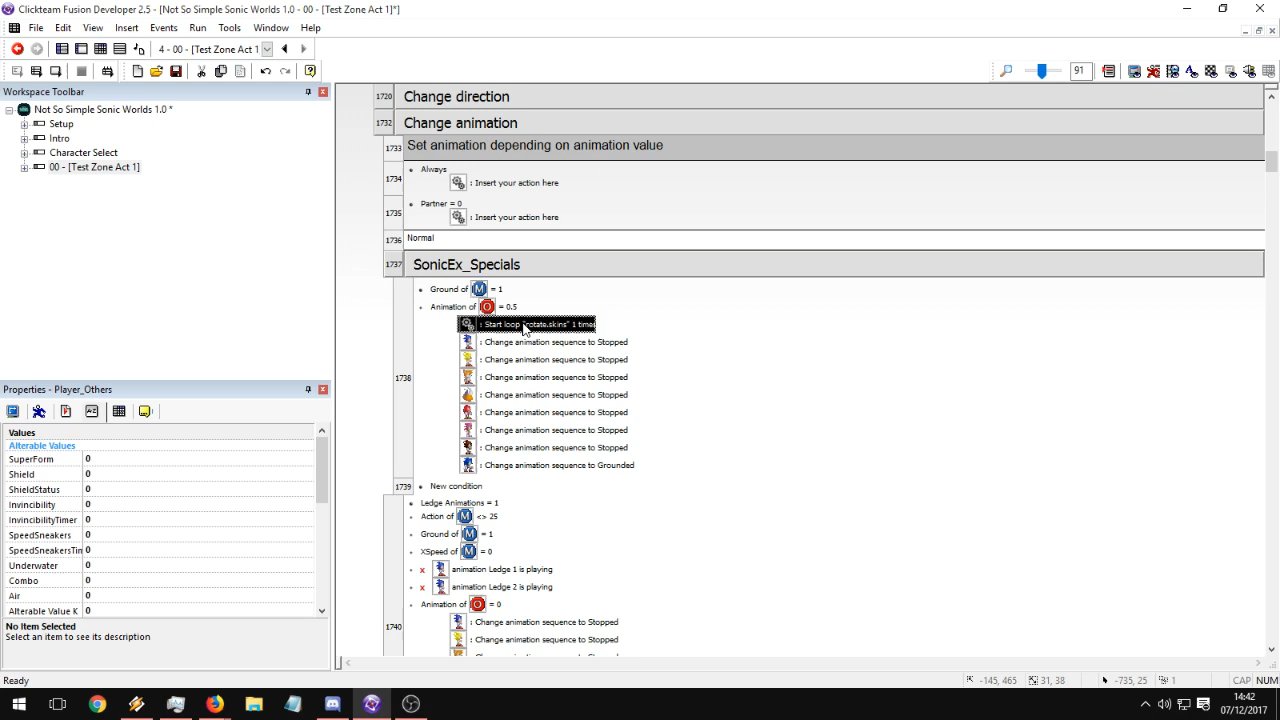 Clickteam Fusion Developer 2.5 - [Not So Simple Sonic Worlds 1.0 - 00 - [Test Zone Act 1]*]
File Edit View Insert Events Run Tools Window Help
4 - 00 - [Test Zone Act 1
91
Workspace Toolbar
Not So Simple Sonic Worlds 1.0 *
Setup
Intro
Character Select
00 - [Test Zone Act 1]
Properties - Player_Others
Values
Alterable Values
SuperForm 0
Shield 0
ShieldStatus 0
Invincibility 0
InvincibilityTimer 0
SpeedSneakers 0
SpeedSneakersTin 0
Underwater 0
Combo 0
Air 0
Alterable Value K 0
No Item Selected
Select an item to see its description
1720 Change direction
1732 Change animation
1733 Set animation depending on animation value
1734 Always
: Insert your action here
1735 Partner = 0
: Insert your action here
1736 Normal
1737 SonicEx_Specials
Ground of M = 1
Animation of O = 0.5
: Start loop "rotate.skins" 1 times
: Change animation sequence to Stopped
: Change animation sequence to Stopped
: Change animation sequence to Stopped
1738
: Change animation sequence to Stopped
: Change animation sequence to Stopped
: Change animation sequence to Stopped
: Change animation sequence to Stopped
: Change animation sequence to Grounded
1739 New condition
Ledge Animations = 1
Action of M <> 25
Ground of M = 1
XSpeed of M = 0
X animation Ledge 1 is playing
X animation Ledge 2 is playing
Animation of O = 0
1740
: Change animation sequence to Stopped
: Change animation sequence to Stopped
Ready
-145, 465 31, 38 -735, 25 1 CAP NUM
14:42
07/12/2017